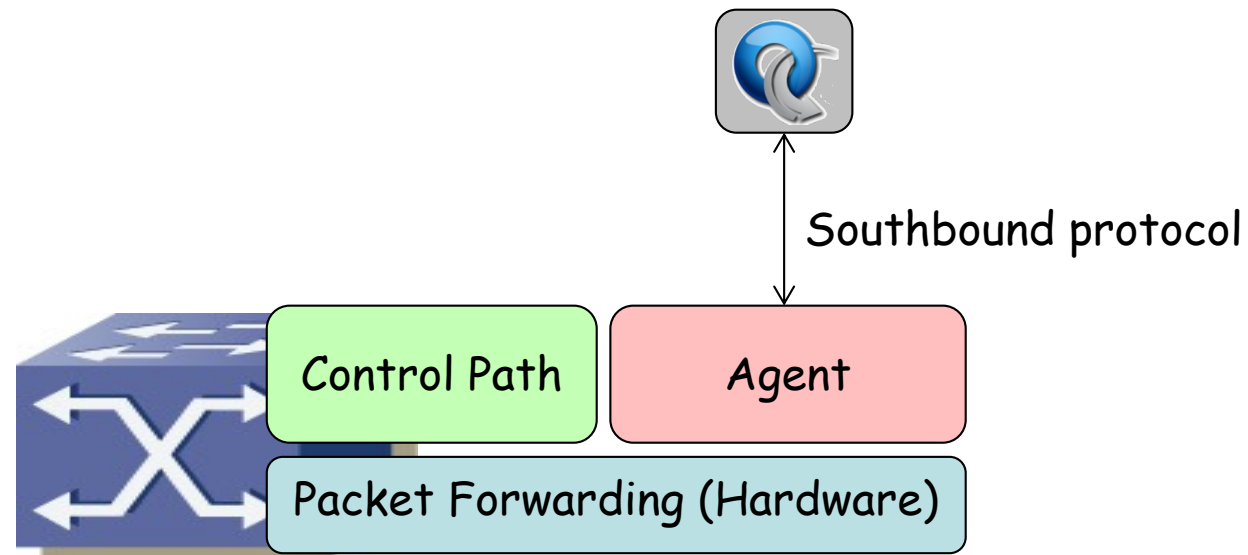 Southbound protocol
Control Path
Agent
Packet Forwarding (Hardware)